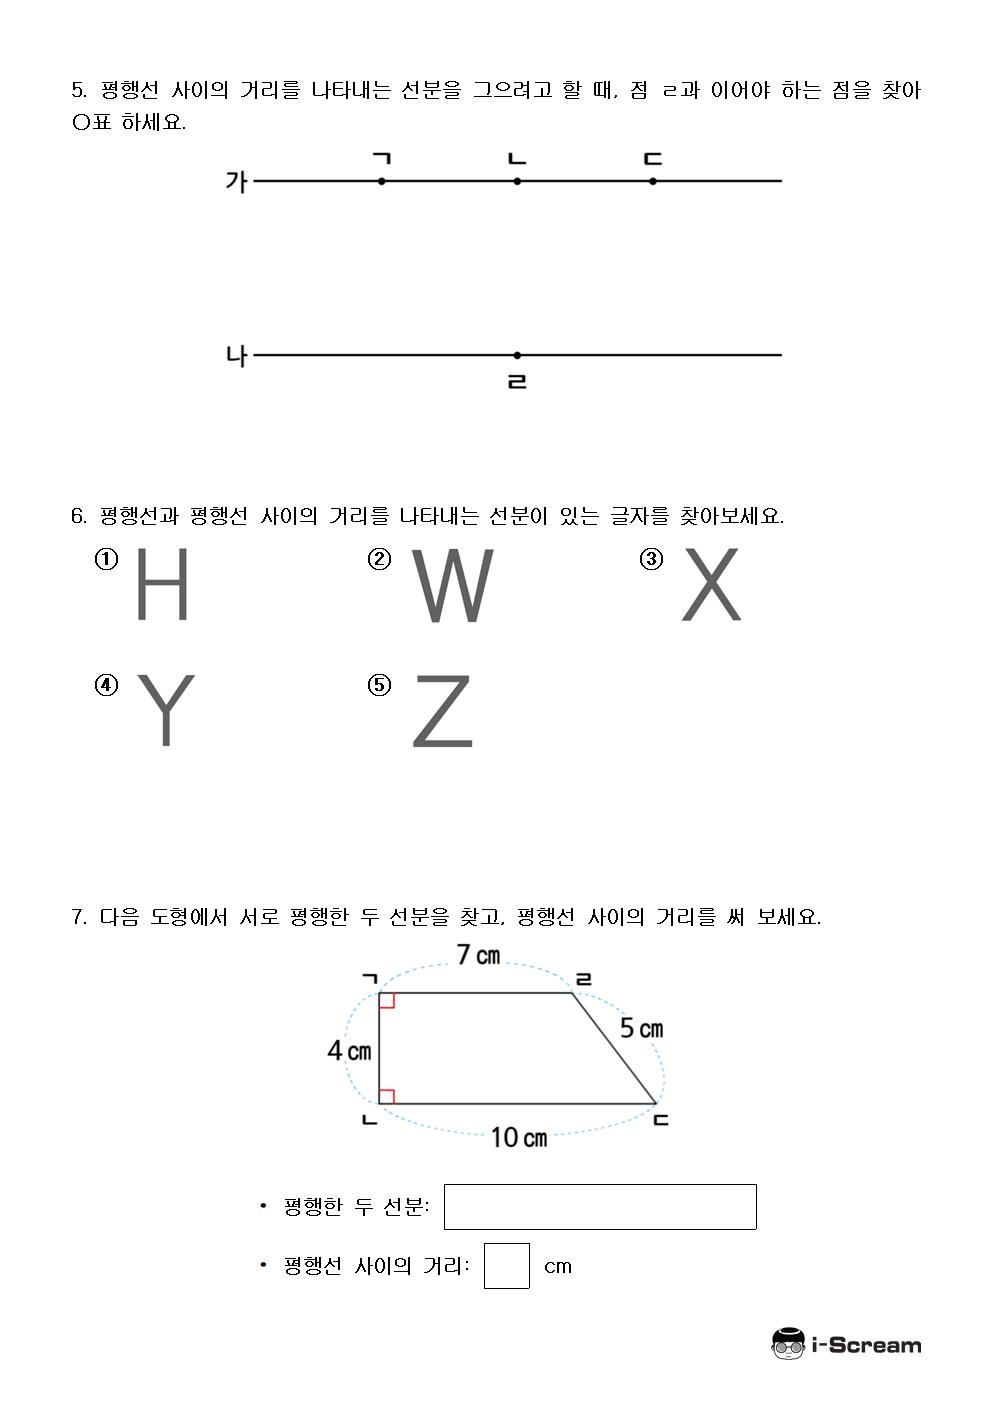 5. 평행선 사이의 거리를 나타내는 선분을 그으려고 할 때, 점 ㄹ과 이어야 하는 점을 찾아
○표 하세요.
ㄱ ㄴ ㄷ
가
나
ㄹ
6. 평행선과 평행선 사이의 거리를 나타내는 선분이 있는 글자를 찾아보세요.
① H ② W ③ X
④ Y ⑤ Z
7. 다음 도형에서 서로 평행한 두 선분을 찾고, 평행선 사이의 거리를 써 보세요.
7 cm
ㄱ ㄹ
5 cm
4 cm
ㄴ ㄷ
10 cm
• 평행한 두 선분:
• 평행선 사이의 거리: cm
i-Scream